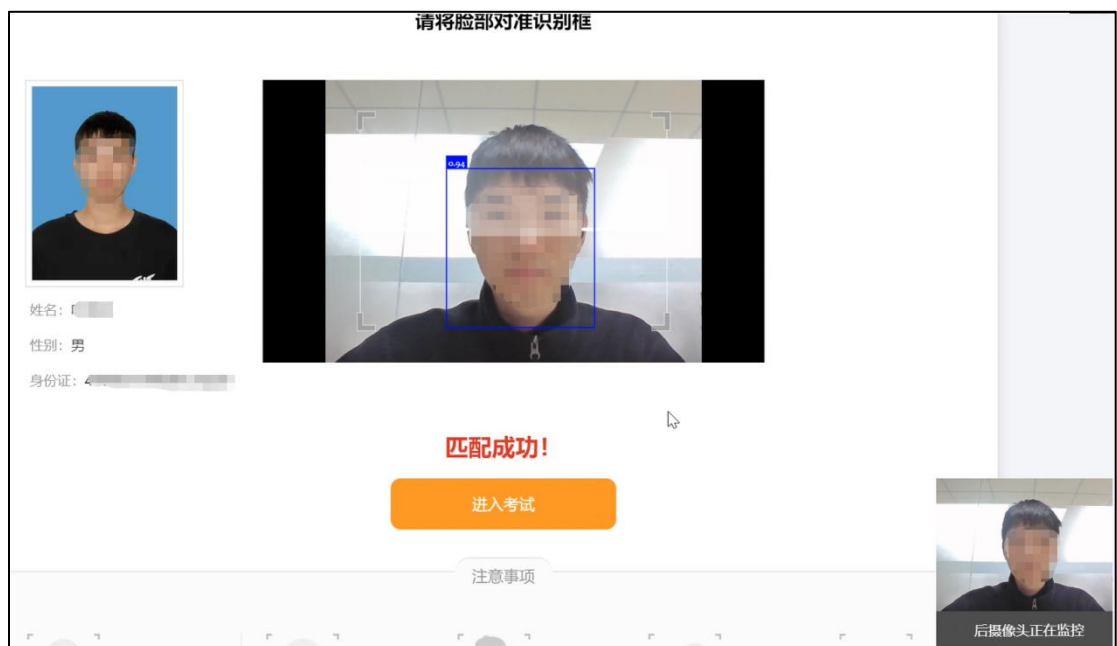 请将脸部对准识别框
0.94
姓名：
性别：男
身份证：4
匹配成功！
进入考试
注意事项
后摄像头正在监控